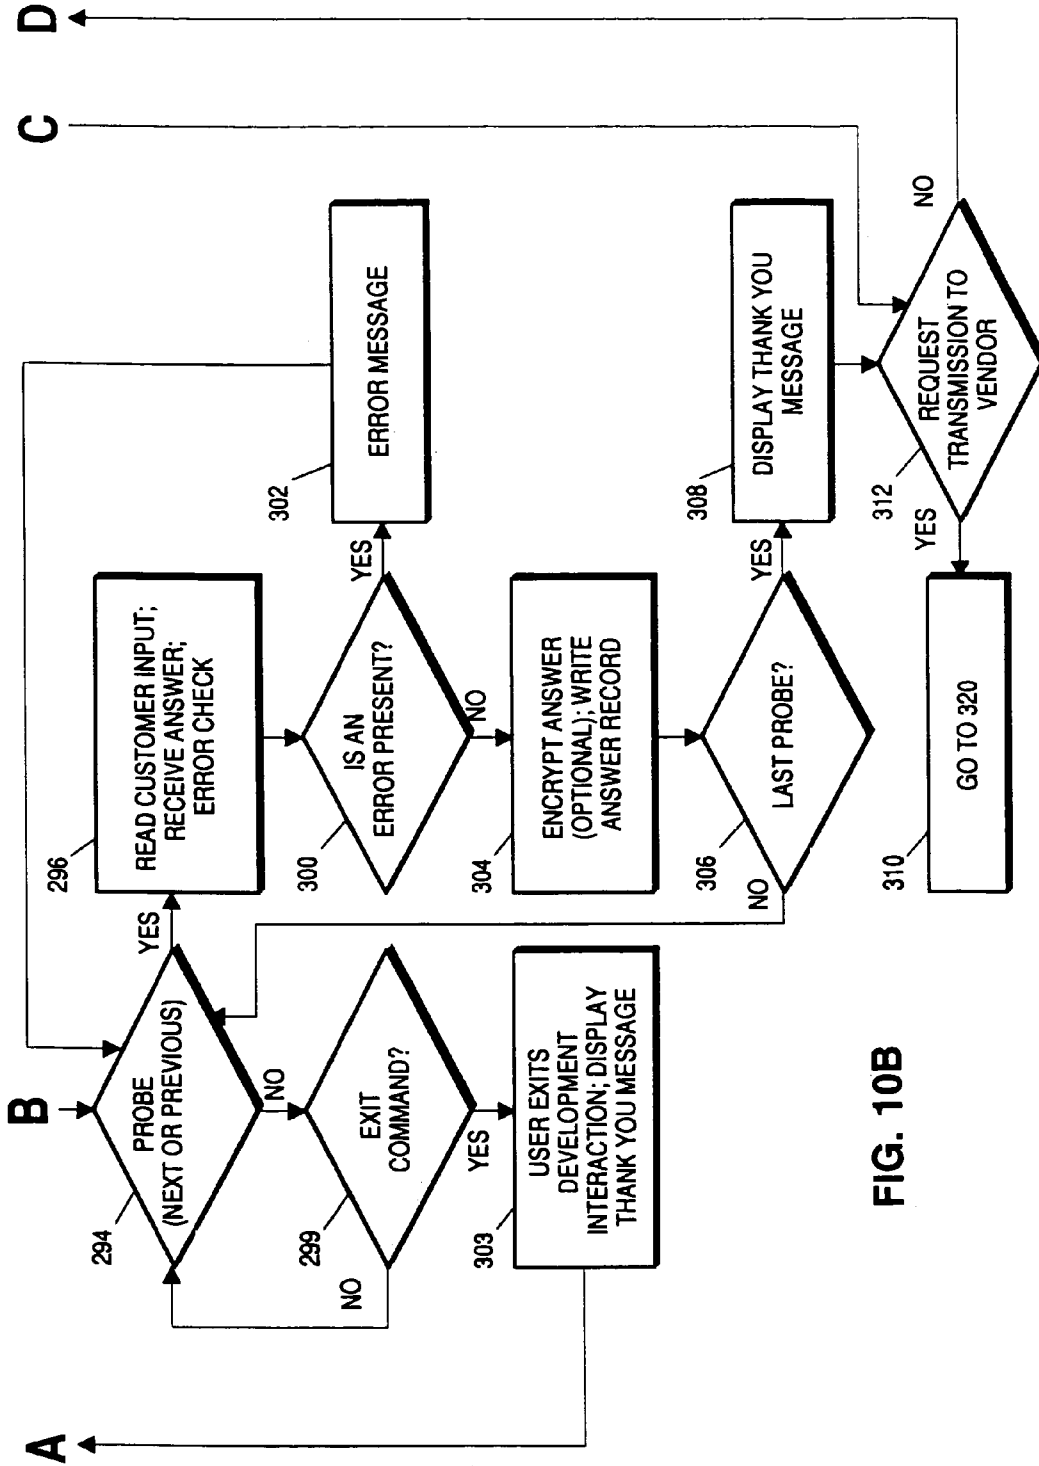 A
B
C
D
294
PROBE
(NEXT OR PREVIOUS)
YES
NO
296
READ CUSTOMER INPUT;
RECEIVE ANSWER;
ERROR CHECK
299
EXIT
COMMAND?
NO
YES
300
IS AN
ERROR PRESENT?
YES
NO
302
ERROR MESSAGE
303
USER EXITS
DEVELOPMENT
INTERACTION; DISPLAY
THANK YOU MESSAGE
304
ENCRYPT ANSWER
(OPTIONAL); WRITE
ANSWER RECORD
306
LAST PROBE?
NO
YES
308
DISPLAY THANK YOU
MESSAGE
312
REQUEST
TRANSMISSION TO
VENDOR
YES
NO
310
GO TO 320
FIG. 10B